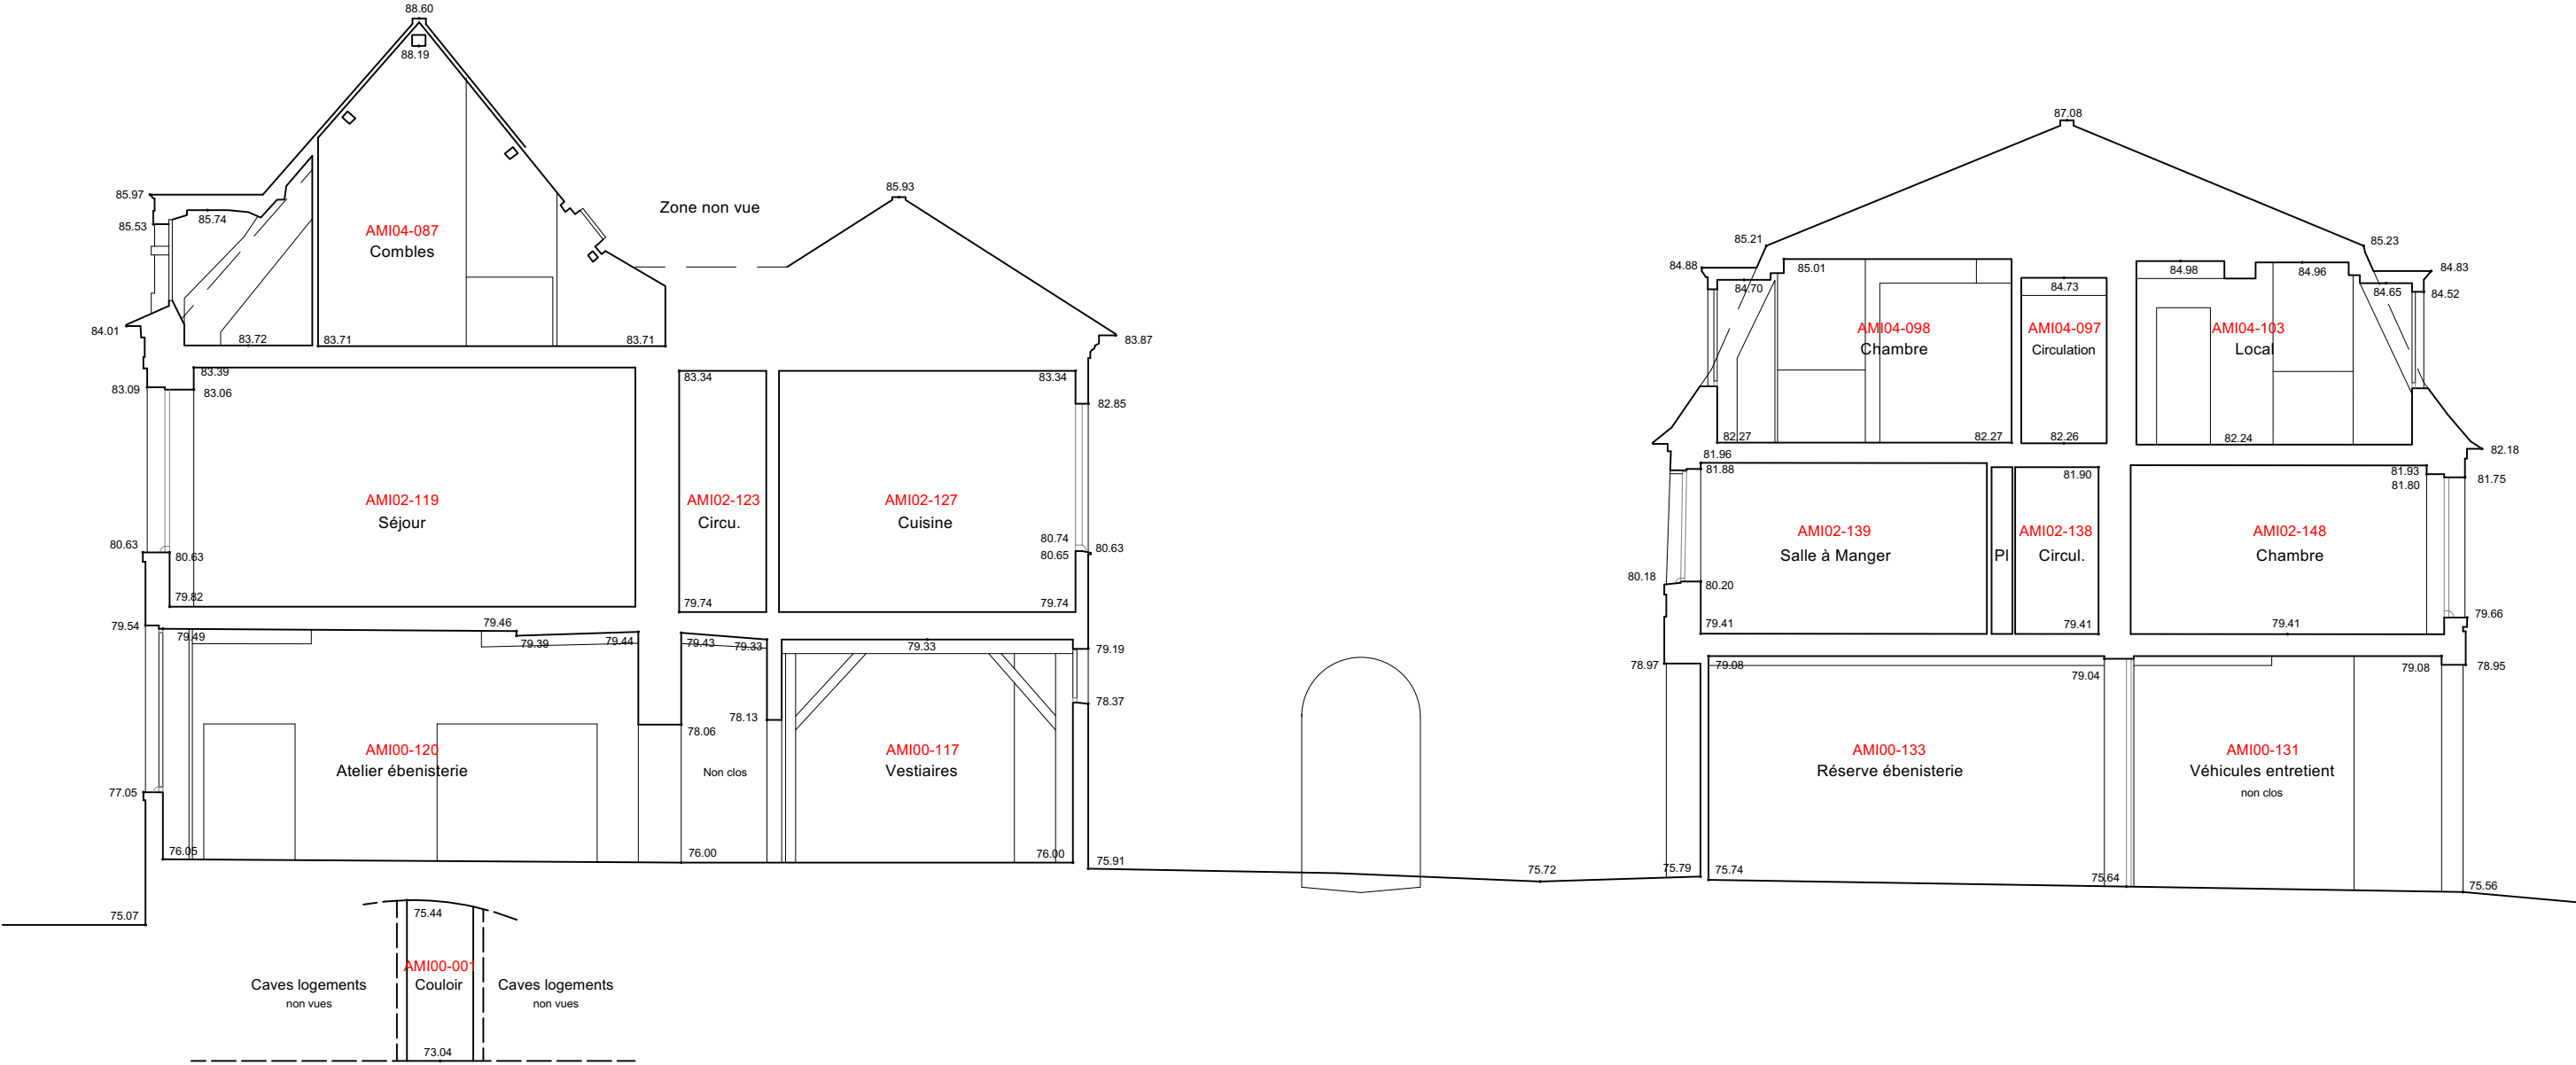 88.60
88.19
87.08
85.97
85.74
85.53
85.93
Zone non vue
AMI04-087
Combles
84.01
83.72
83.71
83.71
83.87
85.21
85.23
84.88
85.01
84.70
84.98
84.96
84.73
84.83
84.65
84.52
AMI04-098
Chambre
AMI04-097
Circulation
AMI04-103
Local
82.27
82.27
82.26
82.24
82.18
83.39
83.09
83.06
83.34
83.34
82.85
AMI02-119
Séjour
AMI02-123
Circu.
AMI02-127
Cuisine
80.63
80.63
80.74
80.65
80.63
79.82
79.74
79.74
81.96
81.88
81.90
81.93
81.80
81.75
AMI02-139
Salle à Manger
Pl
AMI02-138
Circul.
AMI02-148
Chambre
80.18
80.20
79.66
79.41
79.41
79.41
79.54
79.49
79.46
79.39
79.44
79.43
79.33
79.33
79.19
78.37
78.13
78.06
AMI00-120
Atelier ébenisterie
Non clos
AMI00-117
Vestiaires
77.05
76.05
76.00
76.00
75.91
75.72
75.79
78.97
79.08
79.04
79.08
78.95
AMI00-133
Réserve ébenisterie
AMI00-131
Véhicules entretient
non clos
75.74
75.64
75.56
75.07
75.44
AMI00-001
Couloir
Caves logements
non vues
Caves logements
non vues
73.04